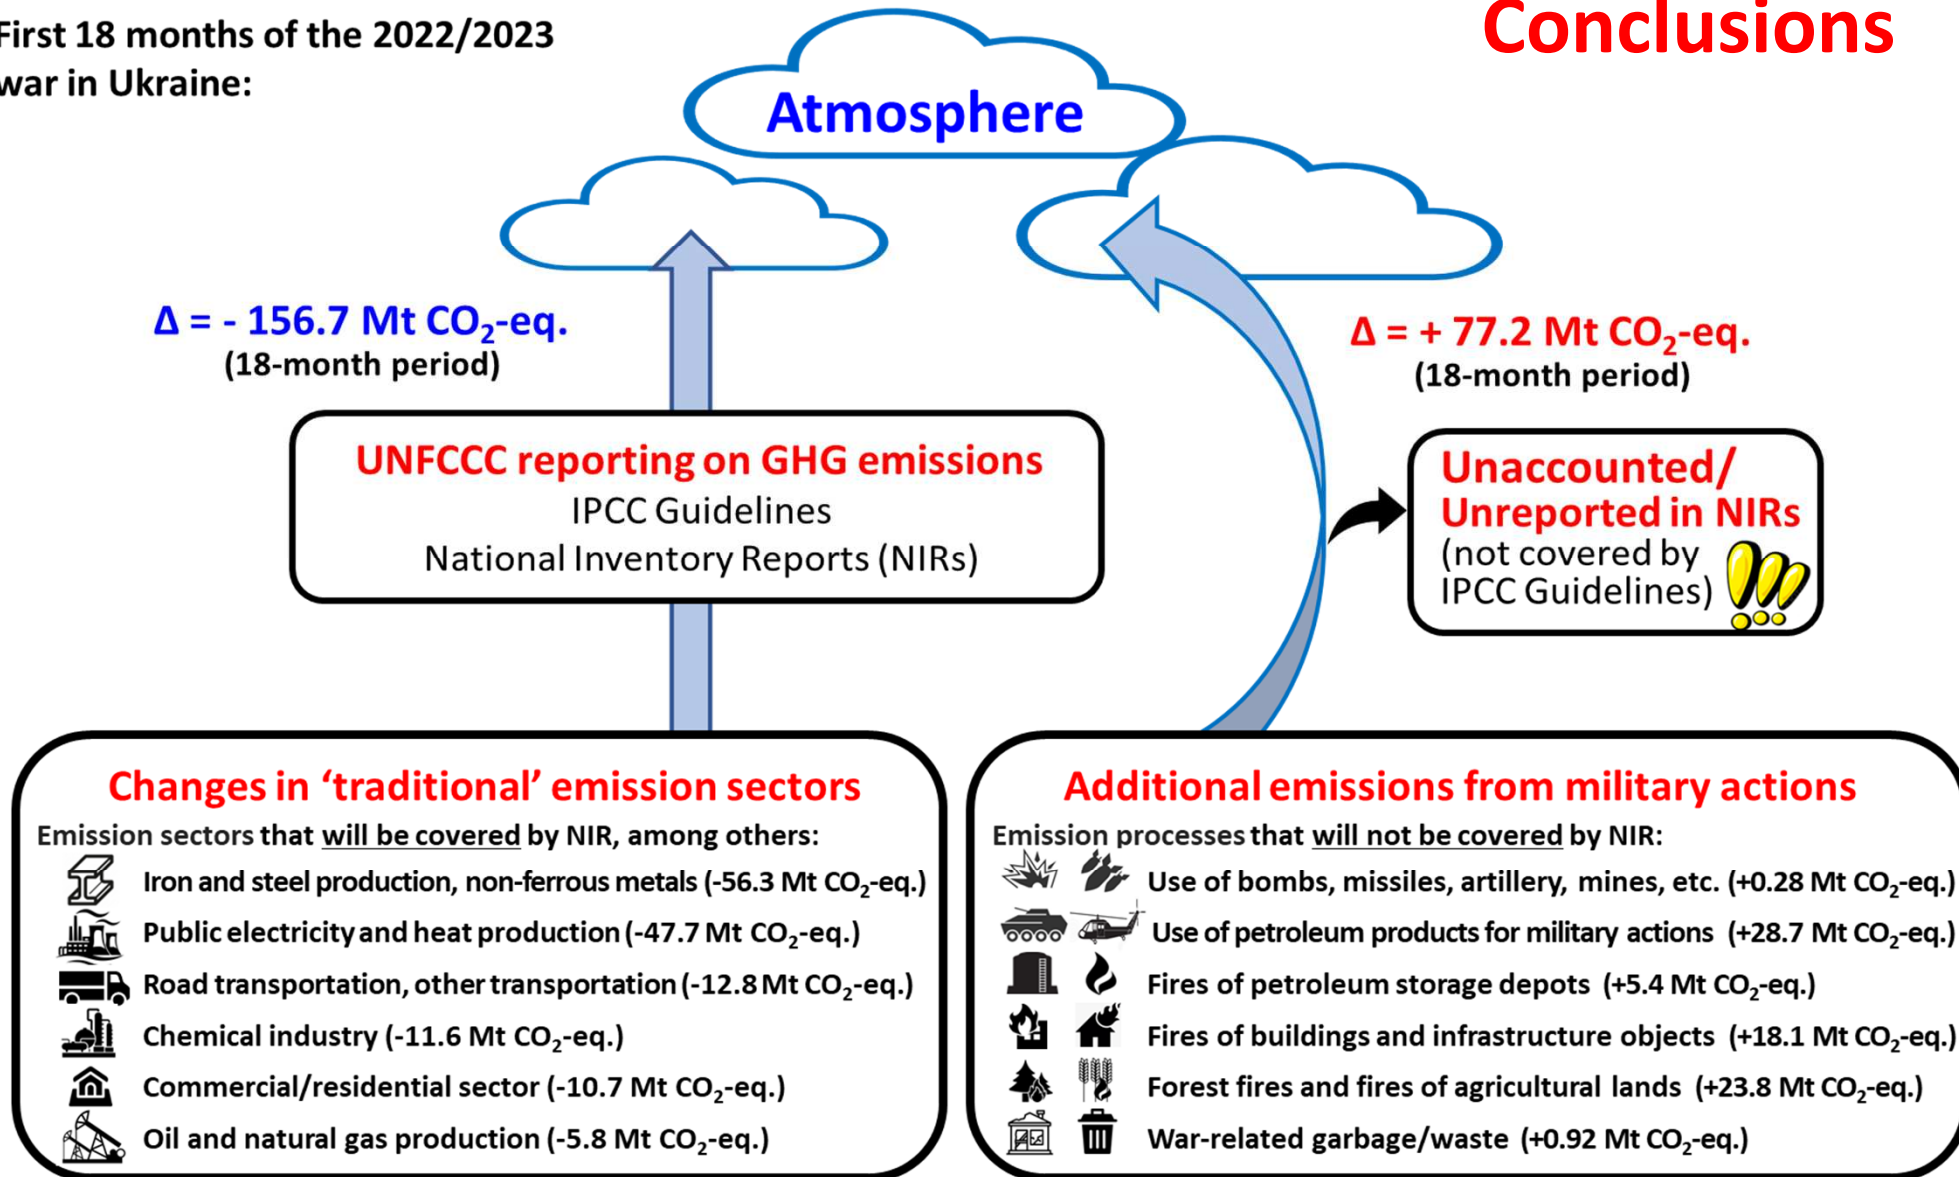 First 18 months of the 2022/2023
war in Ukraine:
Conclusions
Atmosphere
Δ = - 156.7 Mt CO₂-eq.
(18-month period)
Δ = + 77.2 Mt CO₂-eq.
(18-month period)
UNFCCC reporting on GHG emissions
IPCC Guidelines
National Inventory Reports (NIRs)
Unaccounted/
Unreported in NIRs
(not covered by
IPCC Guidelines)
!!!
Changes in ‘traditional’ emission sectors
Emission sectors that will be covered by NIR, among others:
Iron and steel production, non-ferrous metals (-56.3 Mt CO₂-eq.)
Public electricity and heat production (-47.7 Mt CO₂-eq.)
Road transportation, other transportation (-12.8 Mt CO₂-eq.)
Chemical industry (-11.6 Mt CO₂-eq.)
Commercial/residential sector (-10.7 Mt CO₂-eq.)
Oil and natural gas production (-5.8 Mt CO₂-eq.)
Additional emissions from military actions
Emission processes that will not be covered by NIR:
Use of bombs, missiles, artillery, mines, etc. (+0.28 Mt CO₂-eq.)
Use of petroleum products for military actions (+28.7 Mt CO₂-eq.)
Fires of petroleum storage depots (+5.4 Mt CO₂-eq.)
Fires of buildings and infrastructure objects (+18.1 Mt CO₂-eq.)
Forest fires and fires of agricultural lands (+23.8 Mt CO₂-eq.)
War-related garbage/waste (+0.92 Mt CO₂-eq.)